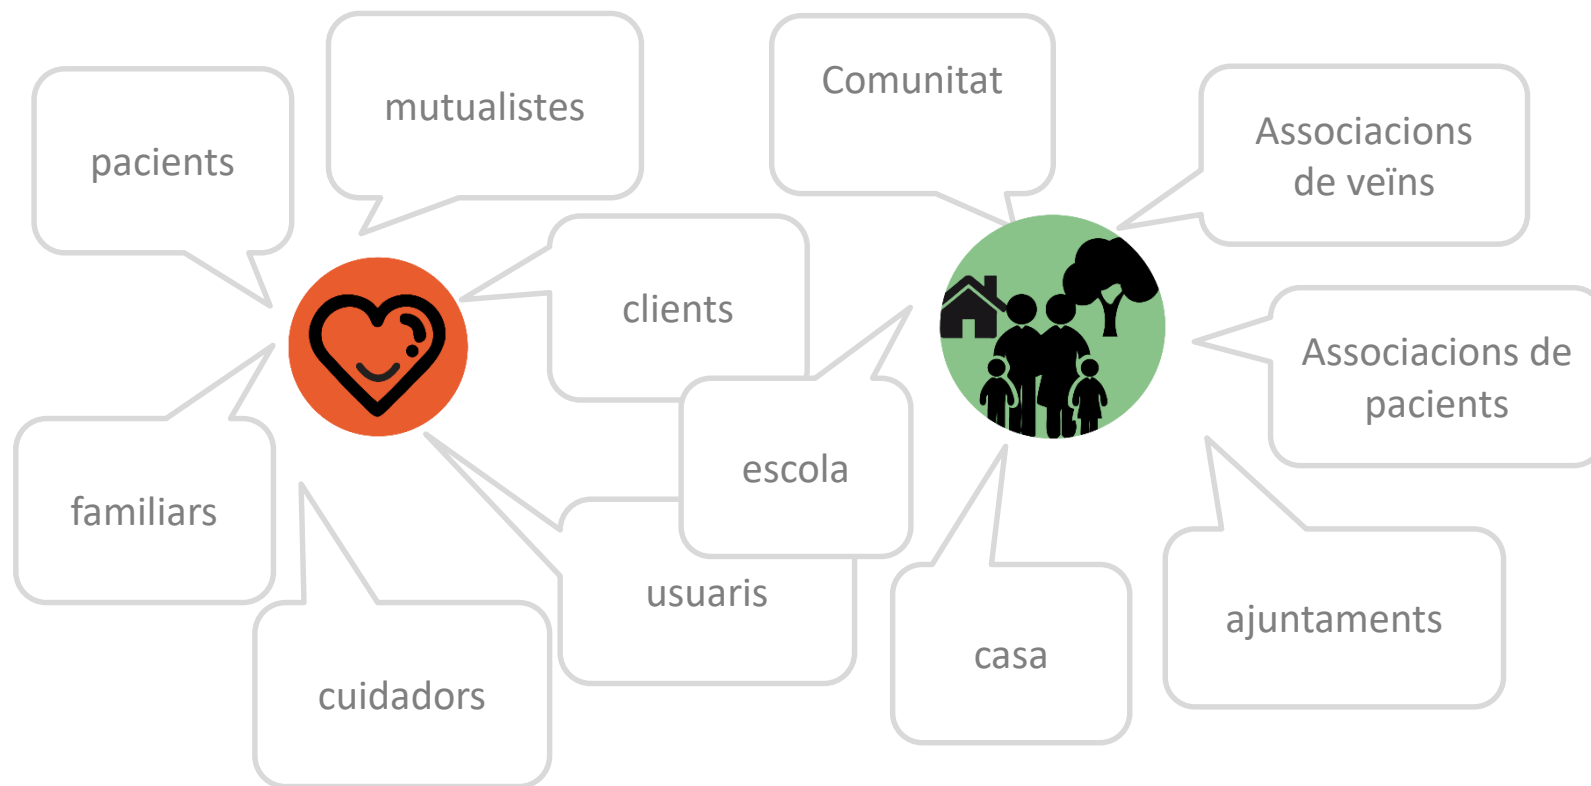 mutualistes
pacients
clients
familiars
usuaris
cuidadors
Comunitat
Associacions
de veïns
Associacions de
pacients
escola
ajuntaments
casa